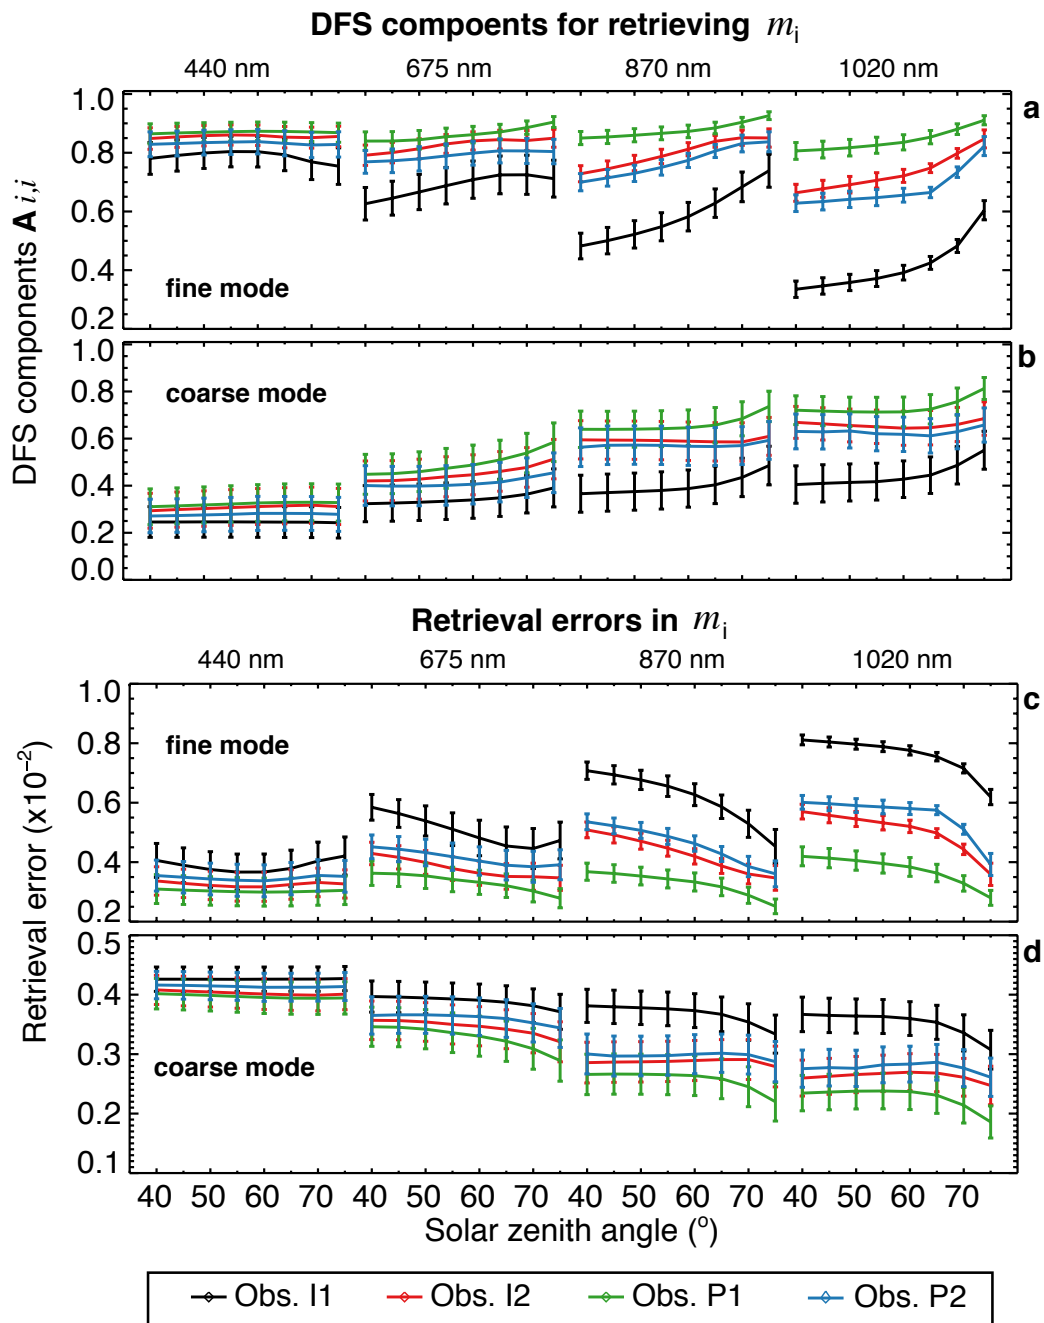 DFS compoents for retrieving mi
440 nm 675 nm 870 nm 1020 nm
DFS components A i,i
1.0
0.8
0.6
0.4
0.2
fine mode
a
1.0
0.8
0.6
0.4
0.2
0.0
coarse mode
b
Retrieval errors in mi
440 nm 675 nm 870 nm 1020 nm
Retrieval error (x10−2)
1.0
0.8
0.6
0.4
0.2
fine mode
c
0.5
0.4
0.3
0.2
0.1
coarse mode
d
40 50 60 70 40 50 60 70 40 50 60 70 40 50 60 70
Solar zenith angle (o)
Obs. I1 Obs. I2 Obs. P1 Obs. P2